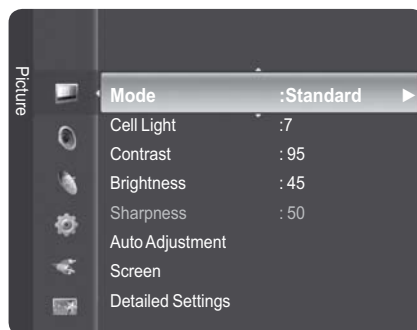 Picture
Mode :Standard ►
Cell Light :7
Contrast : 95
Brightness : 45
Sharpness : 50
Auto Adjustment
Screen
Detailed Settings